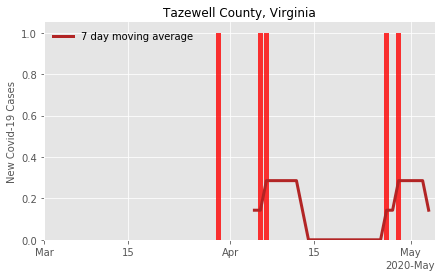 Tazewell County, Virginia
7 day moving average
New Covid-19 Cases
1.0
0.8
0.6
0.4
0.2
0.0
Mar 15 Apr 15 May
2020-May